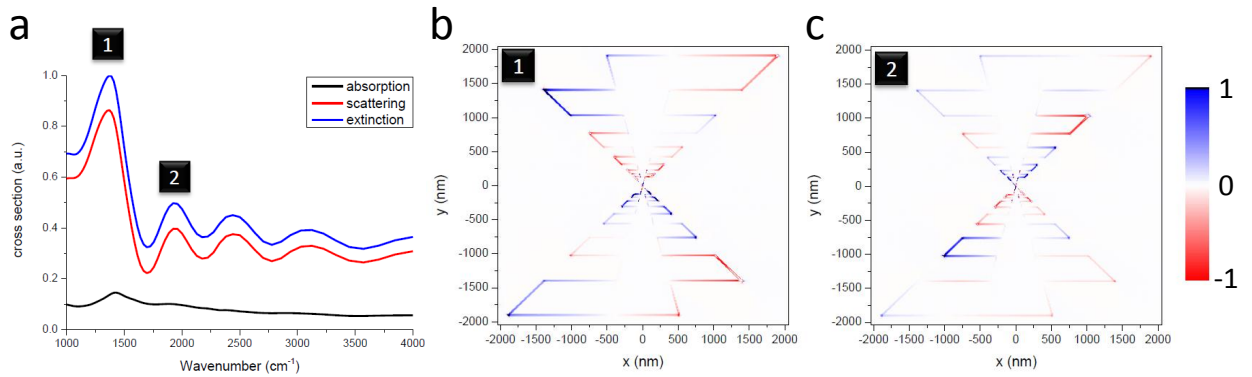 a
1
2
absorption
scattering
extinction
1.0
0.8
0.6
0.4
0.2
0.0
cross section (a.u.)
1000 1500 2000 2500 3000 3500 4000
Wavenumber (cm⁻¹)
b
1
2000
1500
1000
500
0
-500
-1000
-1500
-2000
y (nm)
-2000 -1500 -1000 -500 0 500 1000 1500 2000
x (nm)
c
2
2000
1500
1000
500
0
-500
-1000
-1500
-2000
y (nm)
-2000 -1500 -1000 -500 0 500 1000 1500 2000
x (nm)
1
0
-1